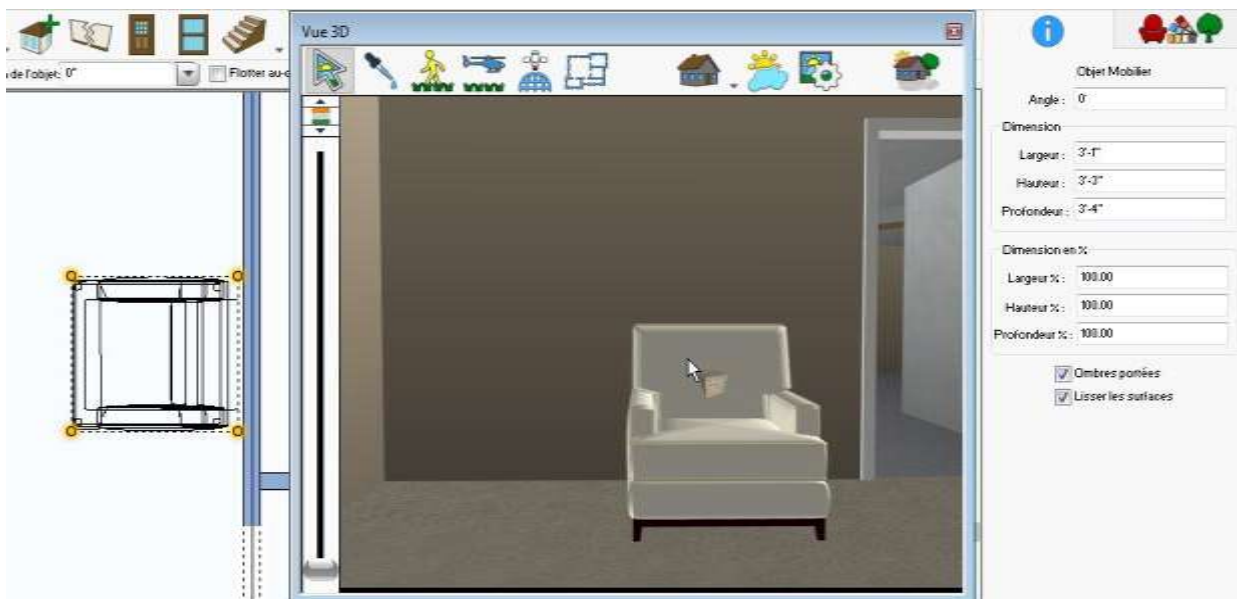 Vue 3D
de l'objet: 0"
Flotter au-
Objet Mobilier
Angle : 0°
Dimension
Largeur : 3'-1"
Hauteur : 3'-3"
Profondeur : 3'-4"
Dimension en %
Largeur % : 100.00
Hauteur % : 100.00
Profondeur % : 100.00
Ombres portées
Lisser les surfaces